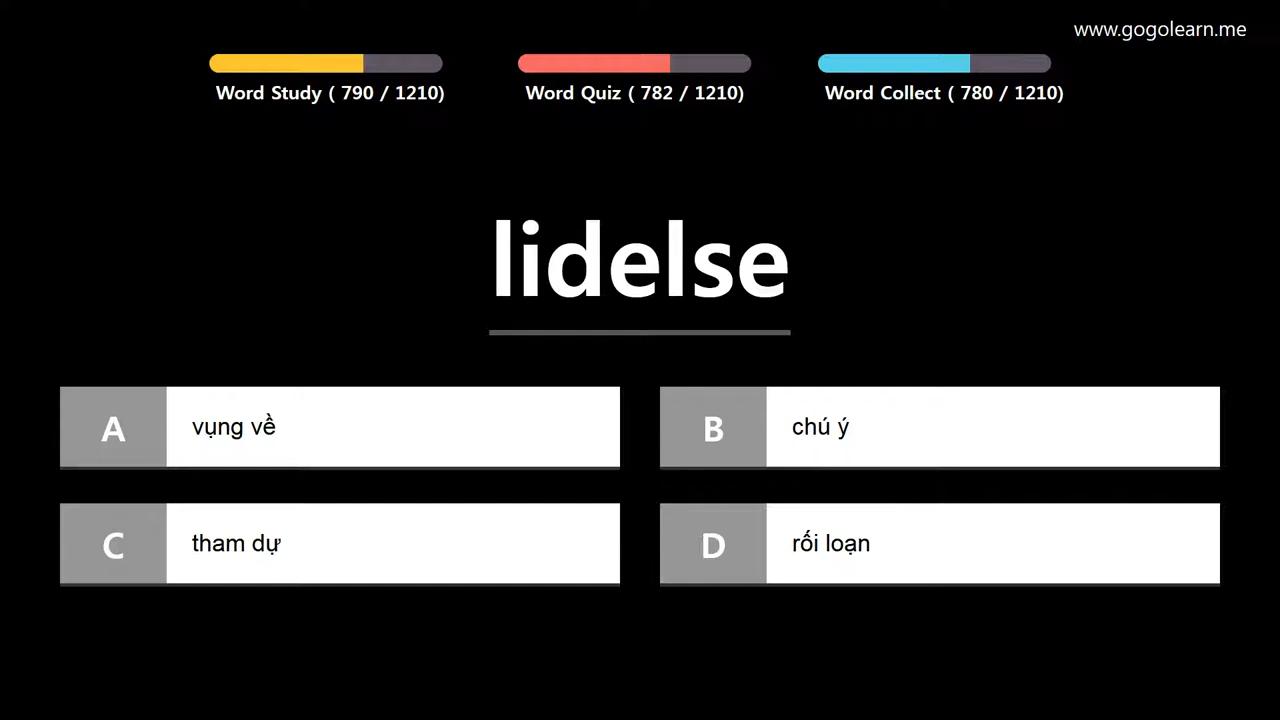 www.gogolearn.me
Word Study ( 790 / 1210)
Word Quiz ( 782 / 1210)
Word Collect ( 780 / 1210)
lidelse
A
vụng về
B
chú ý
C
tham dự
D
rối loạn